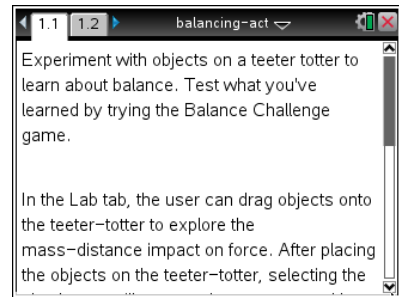 1.1 1.2 balancing-act
Experiment with objects on a teeter totter to
learn about balance. Test what you've
learned by trying the Balance Challenge
game.
In the Lab tab, the user can drag objects onto
the teeter-totter to explore the
mass-distance impact on force. After placing
the objects on the teeter-totter, selecting the